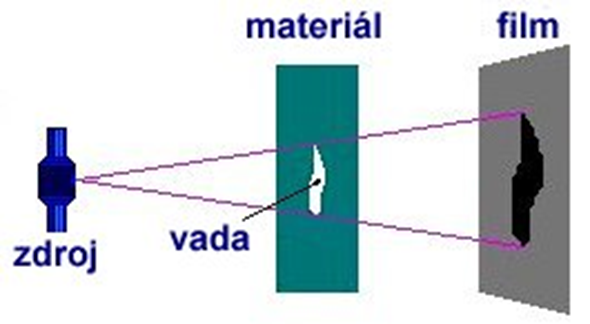 materiál
film
zdroj
vada